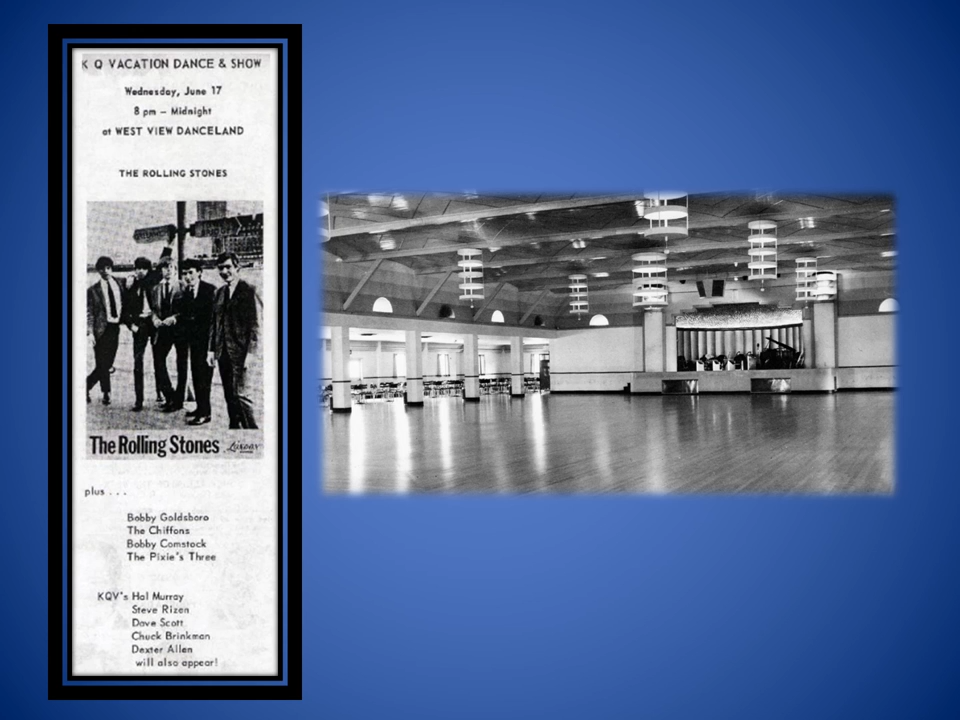 K Q VACATION DANCE & SHOW
Wednesday, June 17
8 pm – Midnight
at WEST VIEW DANCELAND
THE ROLLING STONES
The Rolling Stones
plus . . .
Bobby Goldsboro
The Chiffons
Bobby Comstock
The Pixie's Three
KQV's Hal Murray
Steve Rizen
Dave Scott
Chuck Brinkman
Dexter Allen
will also appear!